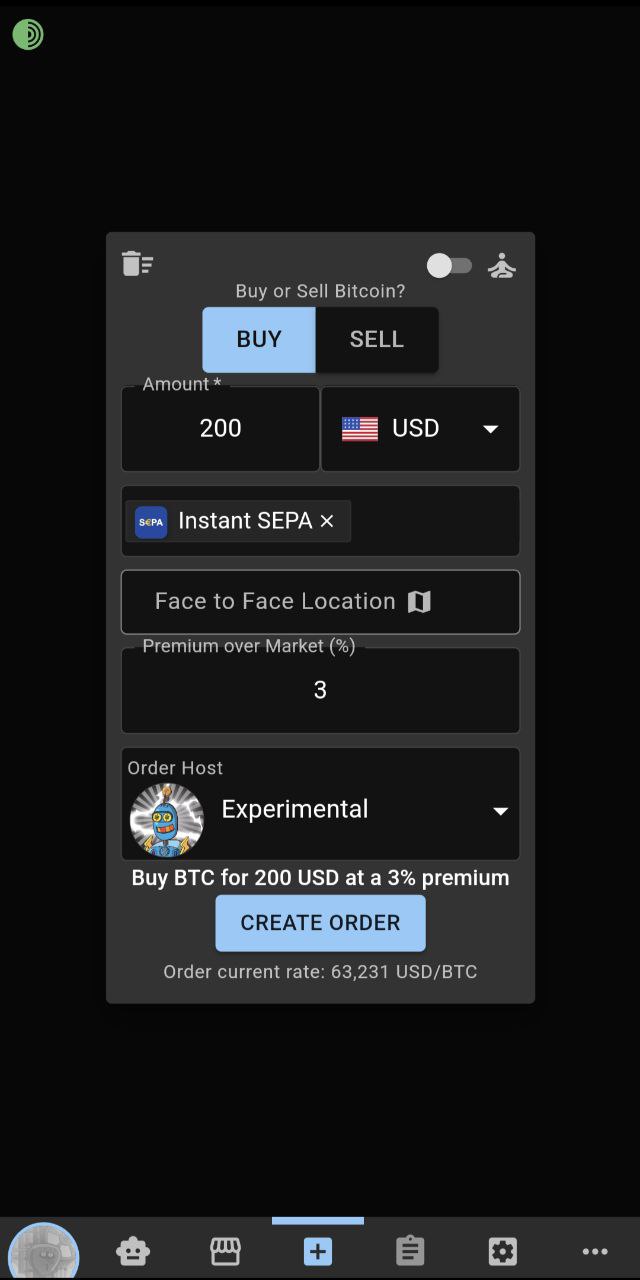 Buy or Sell Bitcoin?
BUY SELL
Amount *
200 USD
S€PA Instant SEPA ×
Face to Face Location
Premium over Market (%)
3
Order Host
Experimental
Buy BTC for 200 USD at a 3% premium
CREATE ORDER
Order current rate: 63,231 USD/BTC